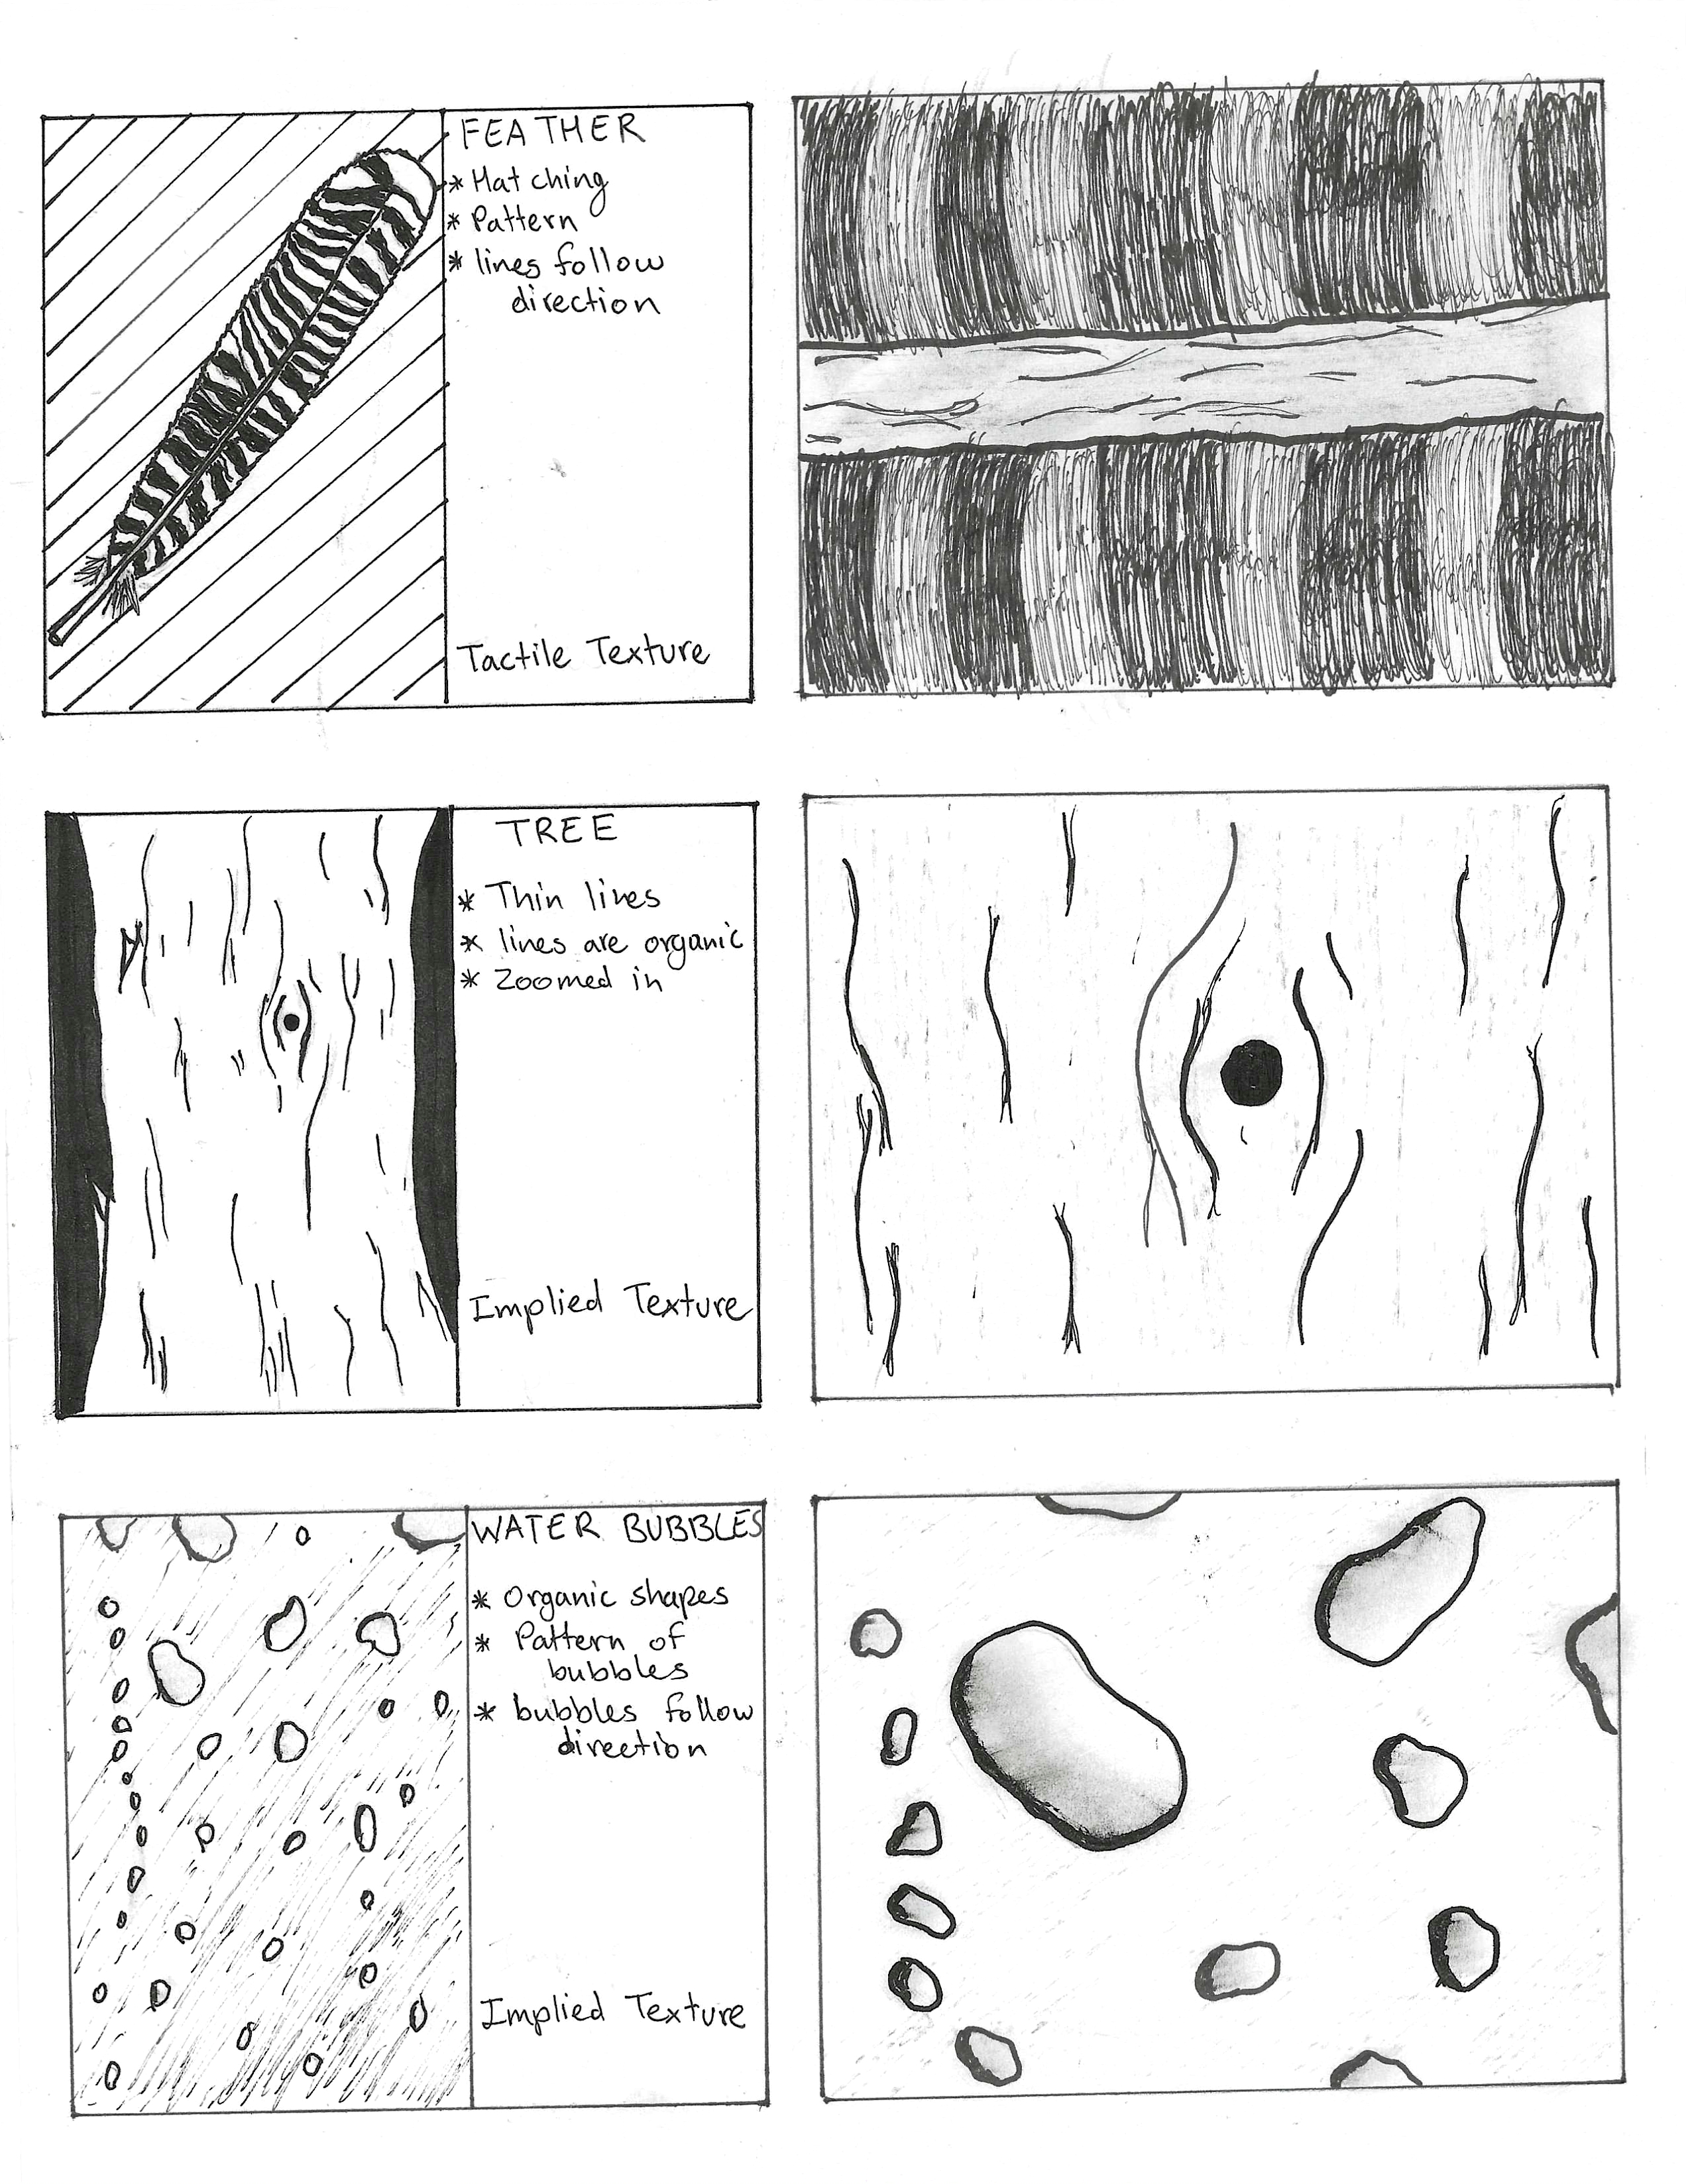 FEATHER
* Hatching
* Pattern
* lines follow
direction
Tactile Texture
TREE
* Thin lines
* lines are organic
* Zoomed in
Implied Texture
WATER BUBBLES
* Organic shapes
* Pattern of
bubbles
* bubbles follow
direction
Implied Texture